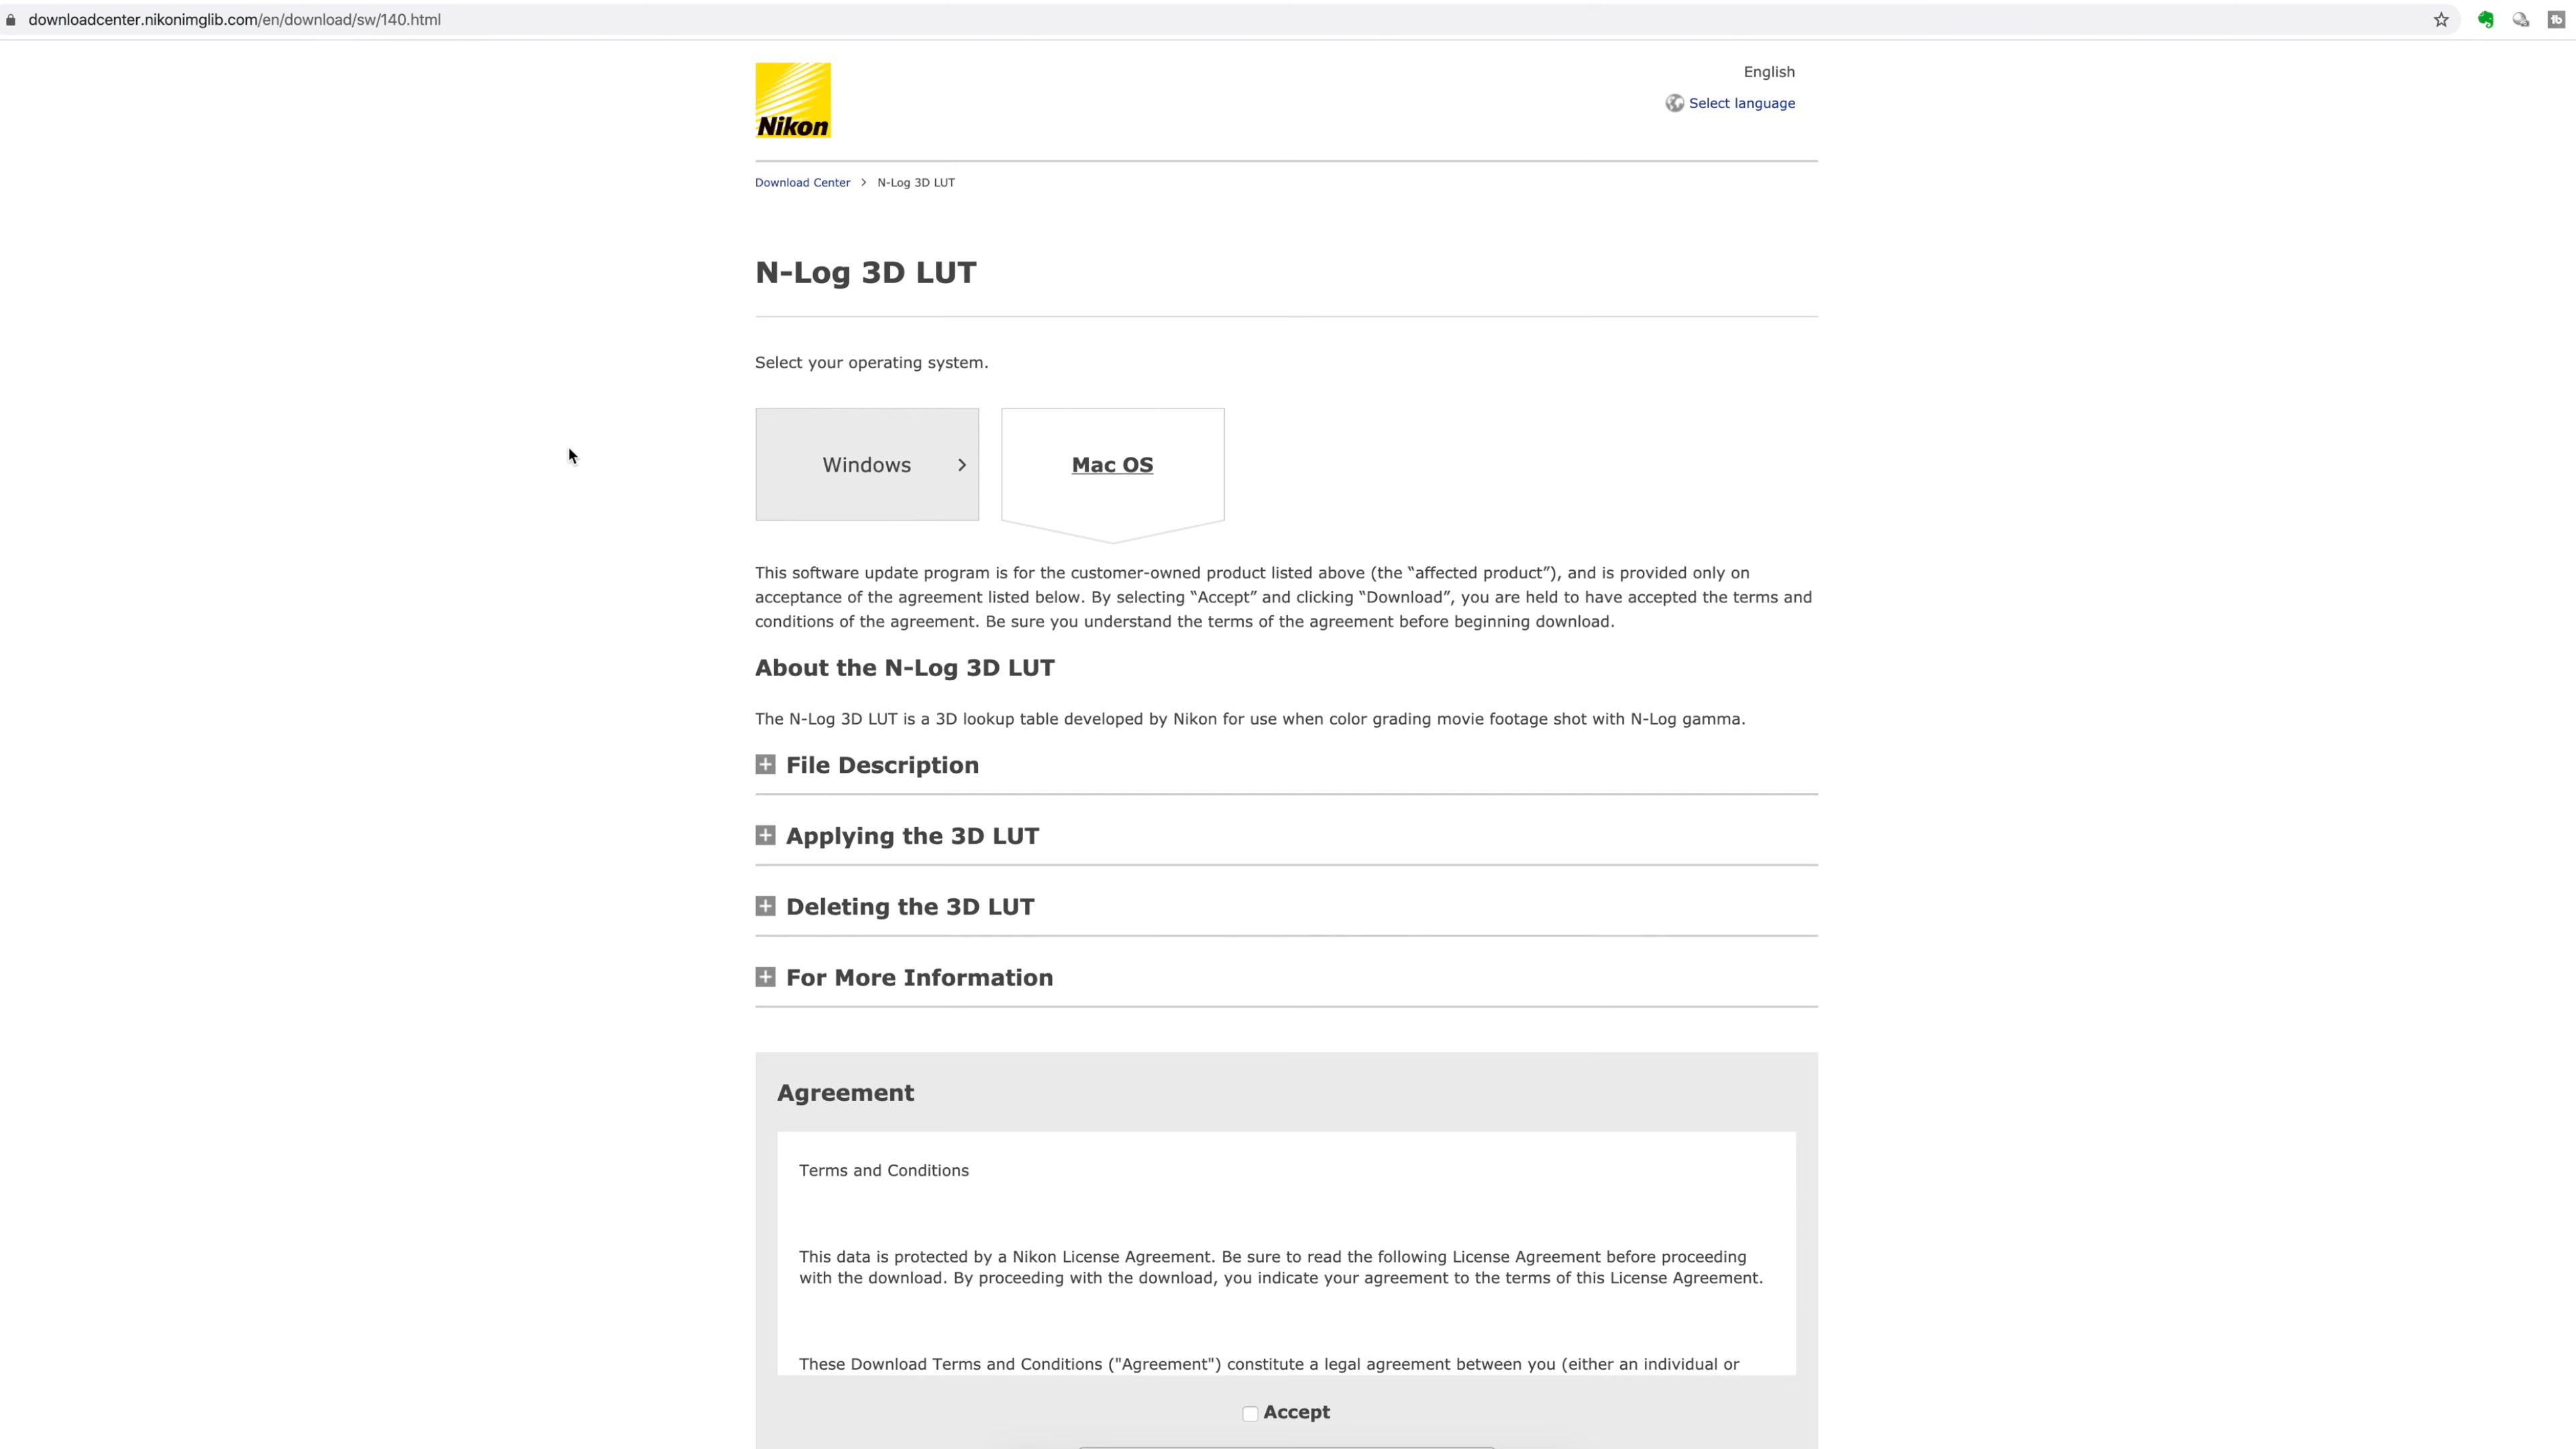 downloadcenter.nikonimglib.com/en/download/sw/140.html
Nikon
English
Select language
Download Center > N-Log 3D LUT
N-Log 3D LUT
Select your operating system.
Windows
Mac OS
This software update program is for the customer-owned product listed above (the “affected product”), and is provided only on
acceptance of the agreement listed below. By selecting “Accept” and clicking “Download”, you are held to have accepted the terms and
conditions of the agreement. Be sure you understand the terms of the agreement before beginning download.
About the N-Log 3D LUT
The N-Log 3D LUT is a 3D lookup table developed by Nikon for use when color grading movie footage shot with N-Log gamma.
File Description
Applying the 3D LUT
Deleting the 3D LUT
For More Information
Agreement
Terms and Conditions
This data is protected by a Nikon License Agreement. Be sure to read the following License Agreement before proceeding
with the download. By proceeding with the download, you indicate your agreement to the terms of this License Agreement.
These Download Terms and Conditions ("Agreement") constitute a legal agreement between you (either an individual or
Accept